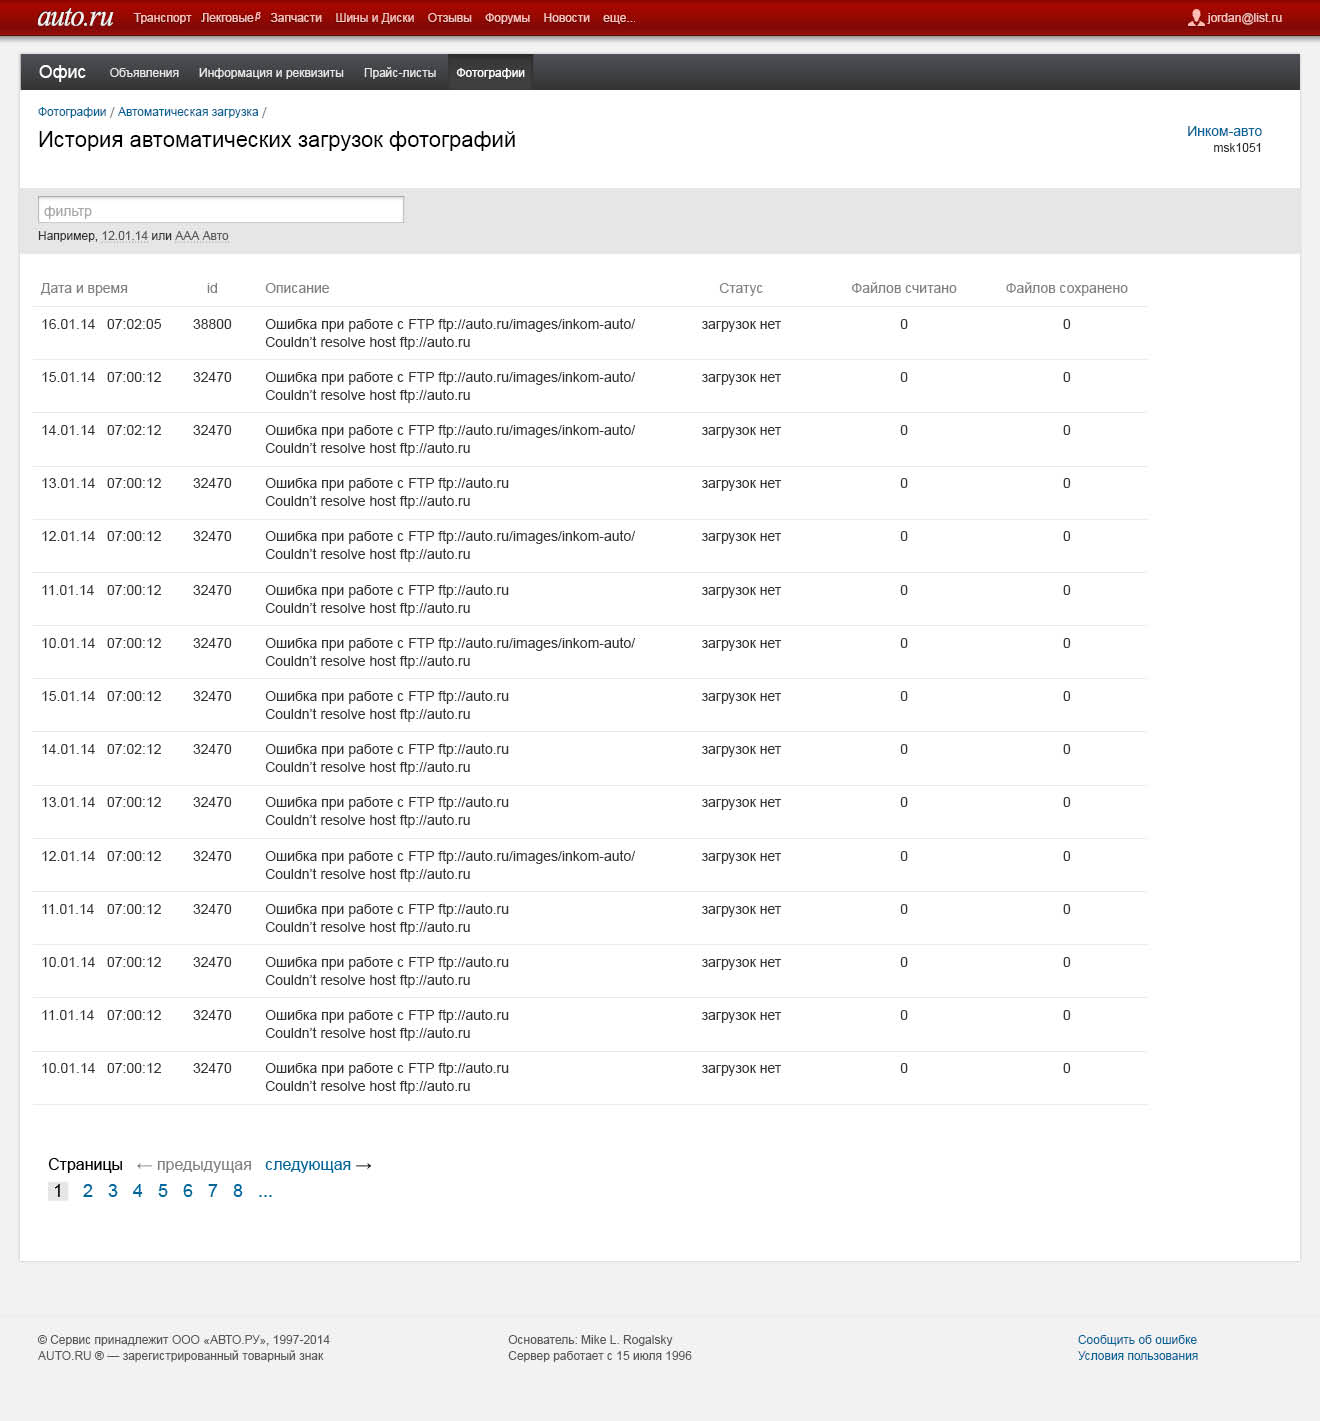 auto.ru Транспорт Лекговыеβ Запчасти Шины и Диски Отзывы Форумы Новости еще... jordan@list.ru
Офис Объявления Информация и реквизиты Прайс-листы Фотографии
Фотографии / Автоматическая загрузка /
История автоматических загрузок фотографий
Инком-авто
msk1051
фильтр
Например, 12.01.14 или ААА Авто
Дата и время id Описание Статус Файлов считано Файлов сохранено
16.01.14 07:02:05 38800 Ошибка при работе с FTP ftp://auto.ru/images/inkom-auto/ загрузок нет 0 0
Couldn’t resolve host ftp://auto.ru
15.01.14 07:00:12 32470 Ошибка при работе с FTP ftp://auto.ru/images/inkom-auto/ загрузок нет 0 0
Couldn’t resolve host ftp://auto.ru
14.01.14 07:02:12 32470 Ошибка при работе с FTP ftp://auto.ru/images/inkom-auto/ загрузок нет 0 0
Couldn’t resolve host ftp://auto.ru
13.01.14 07:00:12 32470 Ошибка при работе с FTP ftp://auto.ru загрузок нет 0 0
Couldn’t resolve host ftp://auto.ru
12.01.14 07:00:12 32470 Ошибка при работе с FTP ftp://auto.ru/images/inkom-auto/ загрузок нет 0 0
Couldn’t resolve host ftp://auto.ru
11.01.14 07:00:12 32470 Ошибка при работе с FTP ftp://auto.ru загрузок нет 0 0
Couldn’t resolve host ftp://auto.ru
10.01.14 07:00:12 32470 Ошибка при работе с FTP ftp://auto.ru/images/inkom-auto/ загрузок нет 0 0
Couldn’t resolve host ftp://auto.ru
15.01.14 07:00:12 32470 Ошибка при работе с FTP ftp://auto.ru загрузок нет 0 0
Couldn’t resolve host ftp://auto.ru
14.01.14 07:02:12 32470 Ошибка при работе с FTP ftp://auto.ru загрузок нет 0 0
Couldn’t resolve host ftp://auto.ru
13.01.14 07:00:12 32470 Ошибка при работе с FTP ftp://auto.ru загрузок нет 0 0
Couldn’t resolve host ftp://auto.ru
12.01.14 07:00:12 32470 Ошибка при работе с FTP ftp://auto.ru/images/inkom-auto/ загрузок нет 0 0
Couldn’t resolve host ftp://auto.ru
11.01.14 07:00:12 32470 Ошибка при работе с FTP ftp://auto.ru загрузок нет 0 0
Couldn’t resolve host ftp://auto.ru
10.01.14 07:00:12 32470 Ошибка при работе с FTP ftp://auto.ru загрузок нет 0 0
Couldn’t resolve host ftp://auto.ru
11.01.14 07:00:12 32470 Ошибка при работе с FTP ftp://auto.ru загрузок нет 0 0
Couldn’t resolve host ftp://auto.ru
10.01.14 07:00:12 32470 Ошибка при работе с FTP ftp://auto.ru загрузок нет 0 0
Couldn’t resolve host ftp://auto.ru
Страницы ← предыдущая следующая →
1 2 3 4 5 6 7 8 ...
© Сервис принадлежит ООО «АВТО.РУ», 1997-2014 Основатель: Mike L. Rogalsky Сообщить об ошибке
AUTO.RU ® — зарегистрированный товарный знак Сервер работает с 15 июля 1996 Условия пользования